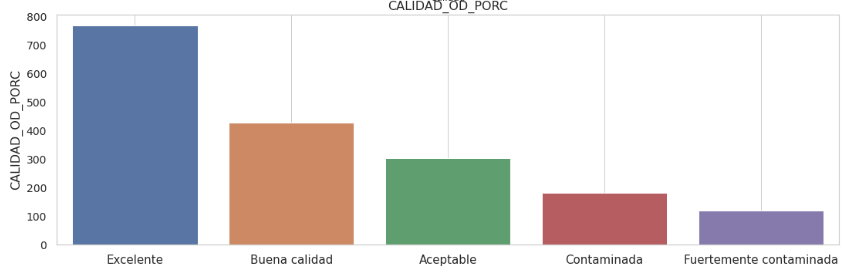 CALIDAD_OD_PORC
800
700
600
500
400
300
200
100
0
CALIDAD_OD_PORC
Excelente
Buena calidad
Aceptable
Contaminada
Fuertemente contaminada